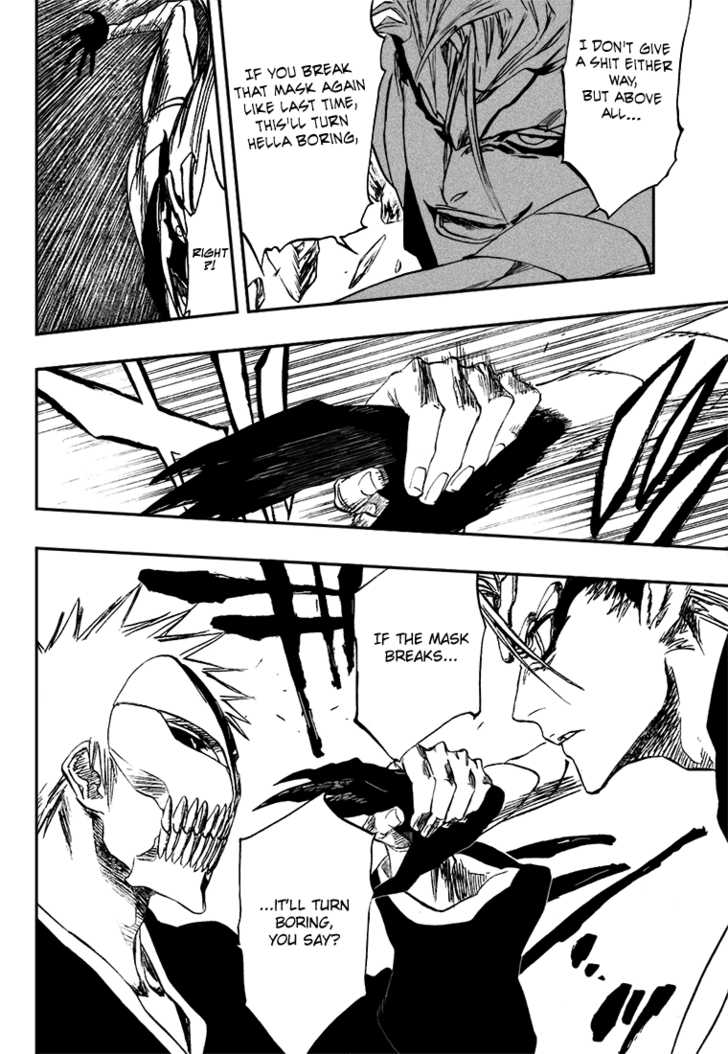 I DON'T GIVE
A SHIT EITHER
WAY,
BUT ABOVE
ALL...
IF YOU BREAK
THAT MASK AGAIN
LIKE LAST TIME,
THIS'LL TURN
HELLA BORING,
RIGHT
?!
IF THE MASK
BREAKS...
...IT'LL TURN
BORING,
YOU SAY?